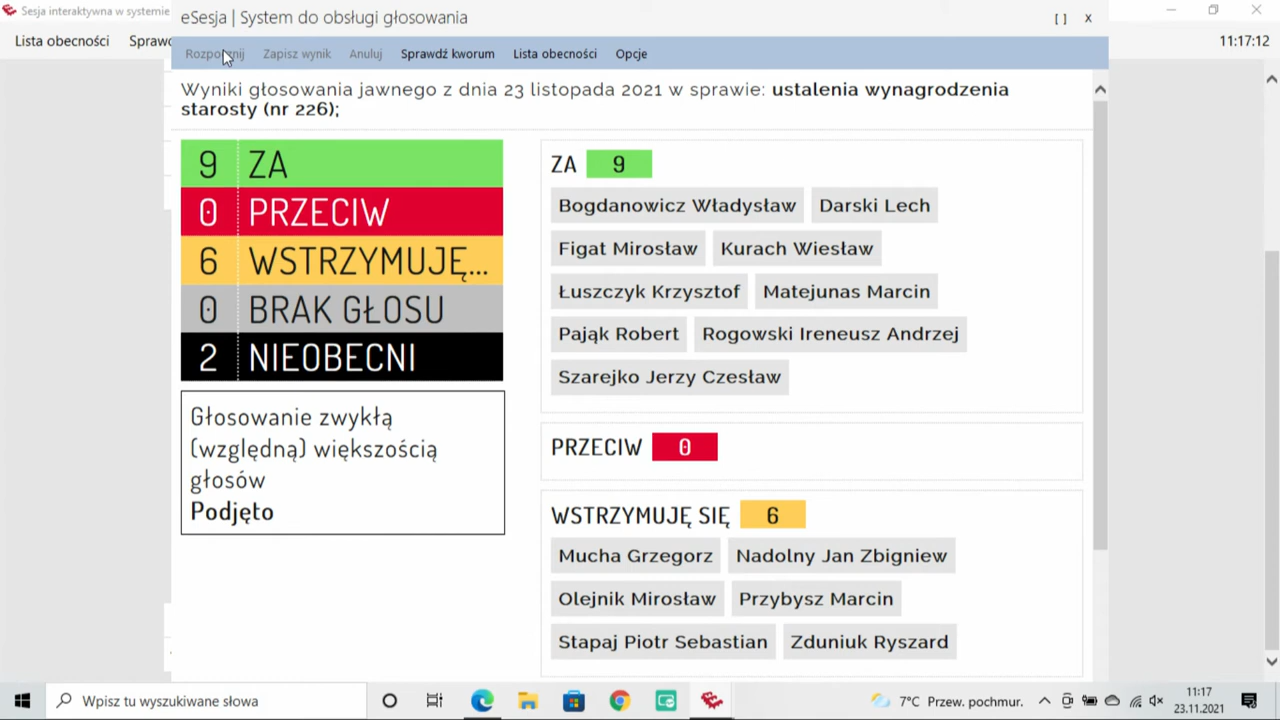 Sesja interaktywna w systemie
eSesja | System do obsługi głosowania
[ ] X
Lista obecności
Rozpocznij Zapisz wynik Anuluj Sprawdź kworum Lista obecności Opcje
11:17:12
Wyniki głosowania jawnego z dnia 23 listopada 2021 w sprawie: ustalenia wynagrodzenia
starosty (nr 226);
9 ZA
0 PRZECIW
6 WSTRZYMUJĘ...
0 BRAK GŁOSU
2 NIEOBECNI
Głosowanie zwykłą
(względną) większością
głosów
Podjęto
ZA 9
Bogdanowicz Władysław Darski Lech
Figat Mirosław Kurach Wiesław
Łuszczyk Krzysztof Matejunas Marcin
Pająk Robert Rogowski Ireneusz Andrzej
Szarejko Jerzy Czesław
PRZECIW 0
WSTRZYMUJĘ SIĘ 6
Mucha Grzegorz Nadolny Jan Zbigniew
Olejnik Mirosław Przybysz Marcin
Stapaj Piotr Sebastian Zduniuk Ryszard
Wpisz tu wyszukiwane słowa
7°C Przew. pochmur.
11:17
23.11.2021